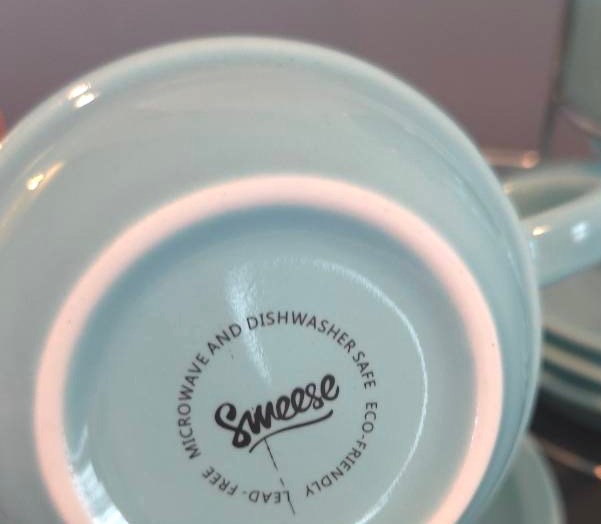 MICROWAVE AND DISHWASHER SAFE ECO-FRIENDLY LEAD-FREE
Sweese